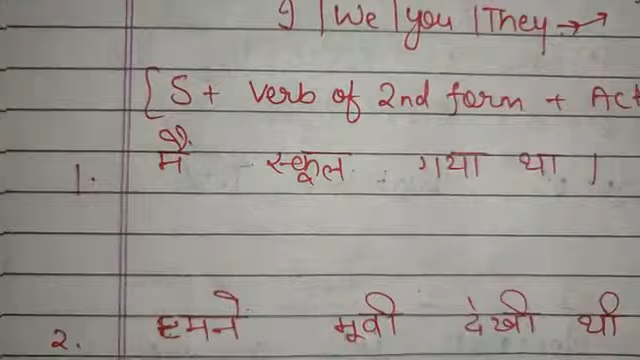 I | We | you | They →
[ S + verb of 2nd form + Act
1. मैं स्कूल गया था ।
2. हमने मूवी देखी थी